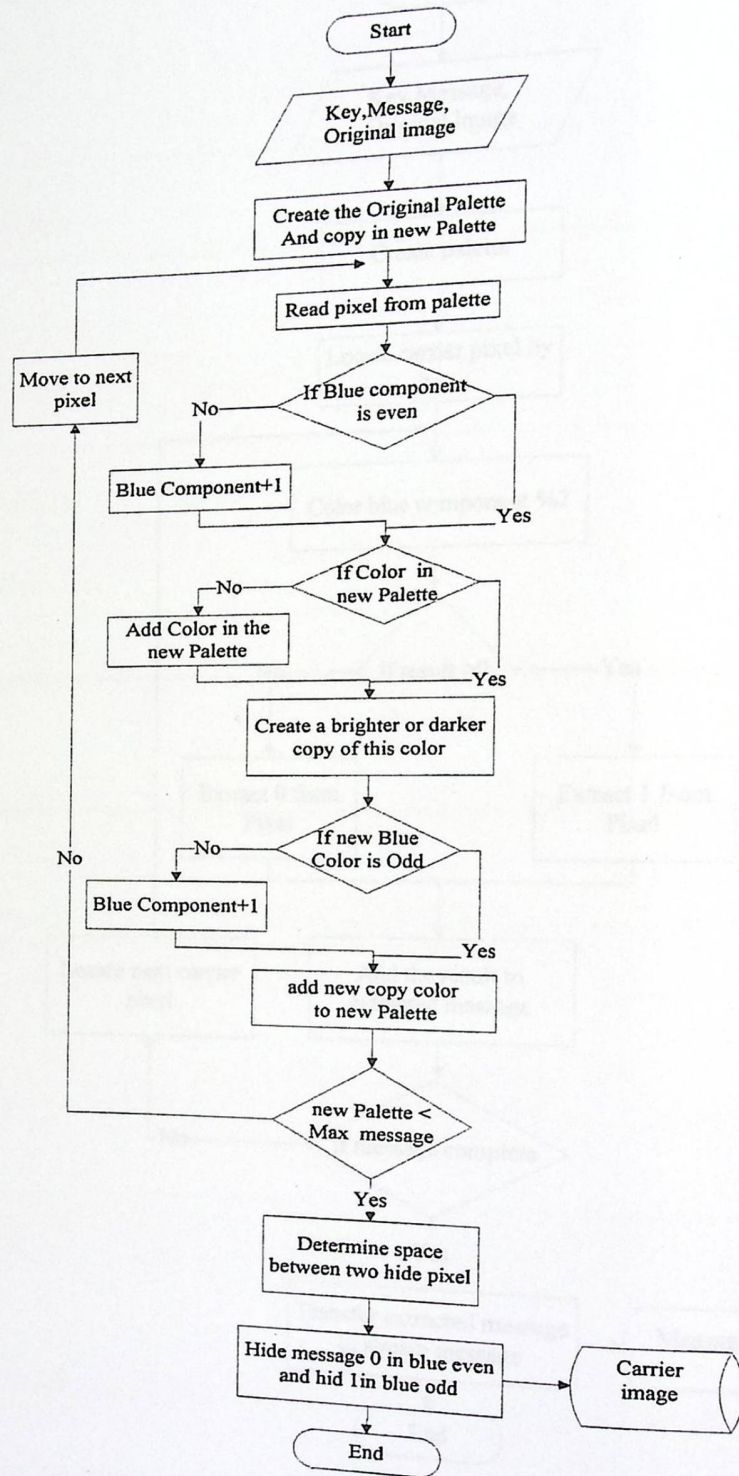 Start
Key,Message,
Original image
Create the Original Palette
And copy in new Palette
Read pixel from palette
Move to next
pixel
If Blue component
is even
No
Blue Component+1
Yes
If Color in
new Palette
No
Add Color in the
new Palette
Yes
Create a brighter or darker
copy of this color
If new Blue
Color is Odd
No
No
Blue Component+1
Yes
add new copy color
to new Palette
new Palette <
Max message
Yes
Determine space
between two hide pixel
Hide message 0 in blue even
and hid 1in blue odd
Carrier
image
End